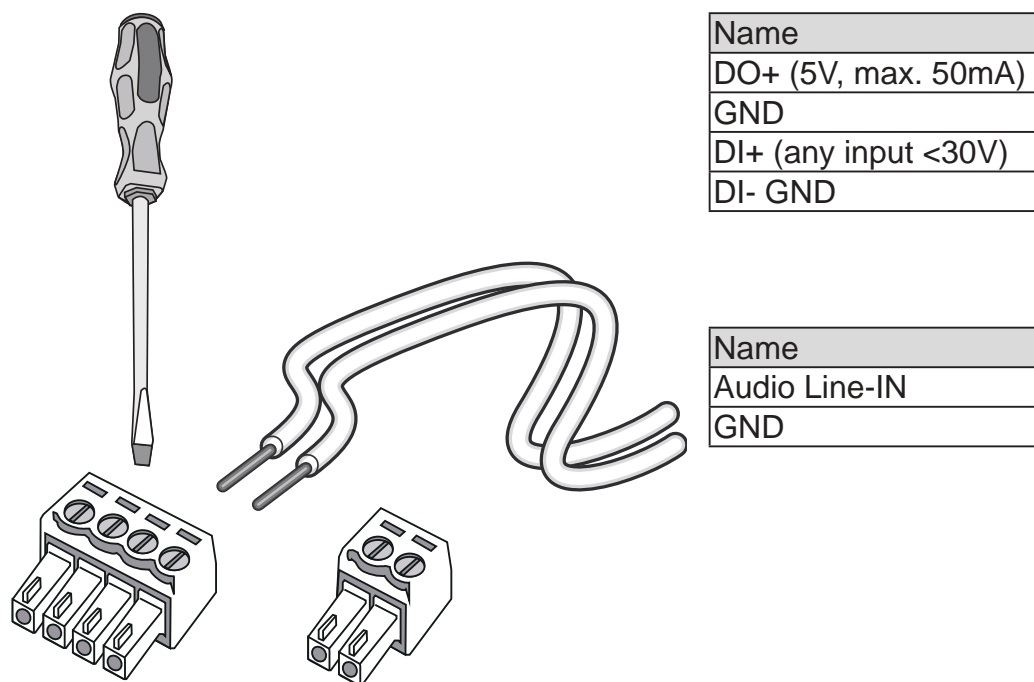 Name
DO+ (5V, max. 50mA)
GND
DI+ (any input <30V)
DI- GND
Name
Audio Line-IN
GND